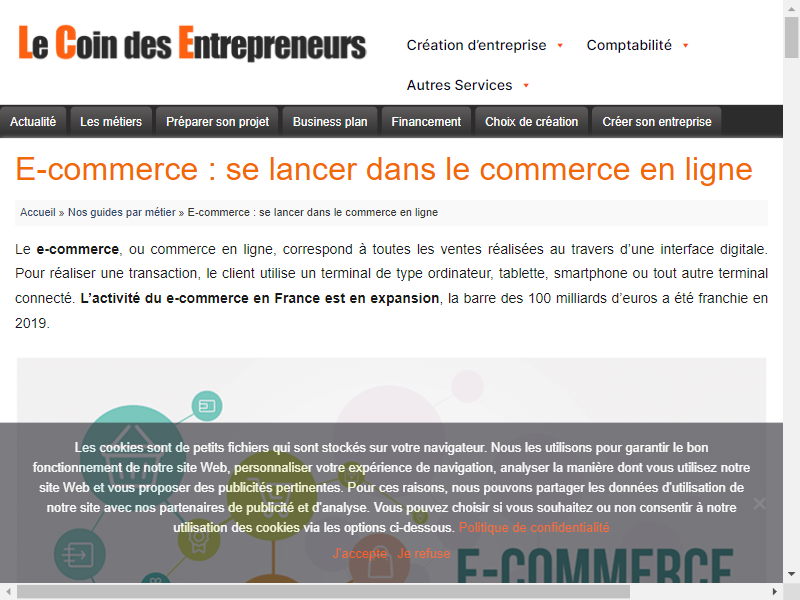 Le Coin des Entrepreneurs
Création d'entreprise
Comptabilité
Autres Services
Actualité
Les métiers
Préparer son projet
Business plan
Financement
Choix de création
Créer son entreprise
E-commerce : se lancer dans le commerce en ligne
Accueil » Nos guides par métier » E-commerce : se lancer dans le commerce en ligne
Le e-commerce, ou commerce en ligne, correspond à toutes les ventes réalisées au travers d'une interface digitale.
Pour réaliser une transaction, le client utilise un terminal de type ordinateur, tablette, smartphone ou tout autre terminal
connecté. L'activité du e-commerce en France est en expansion, la barre des 100 milliards d'euros a été franchie en
2019.
Les cookies sont de petits fichiers qui sont stockés sur votre navigateur. Nous les utilisons pour garantir le bon
fonctionnement de notre site Web, personnaliser votre expérience de navigation, analyser la manière dont vous utilisez notre
site Web et vous proposer des publicités pertinantes. Pour ces raisons, nous pouvons partager les données d'utilisation de
notre site avec nos partenaires de publicité et d'analyse. Vous pouvez choisir si vous souhaitez ou non consentir à notre
utilisation des cookies via les options ci-dessous. Politique de confidentialité
J'accepte, Je refuse
E-COMMERCE